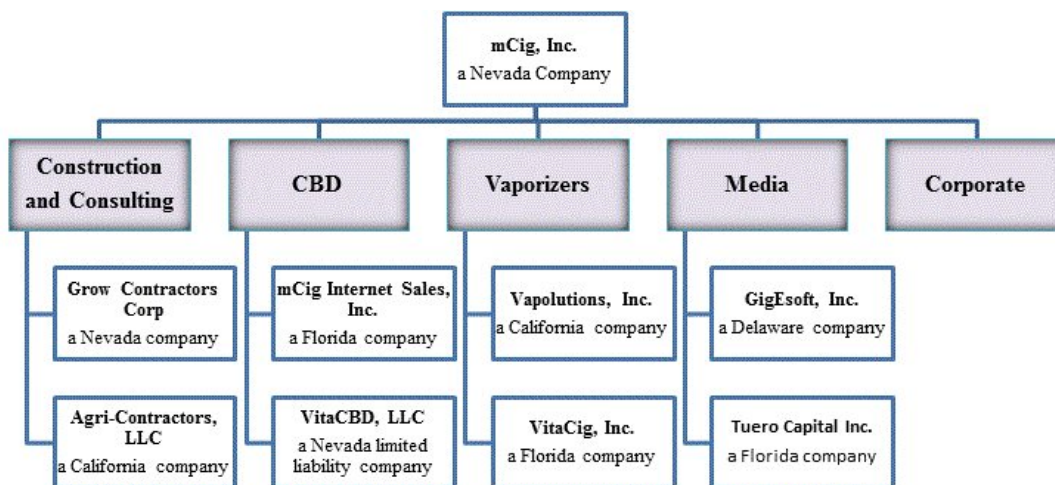 mCig, Inc.
a Nevada Company
Construction
and Consulting
CBD
Vaporizers
Media
Corporate
Grow Contractors
Corp
a Nevada company
mCig Internet Sales,
Inc.
a Florida company
Vapolutions, Inc.
a California company
GigEsoft, Inc.
a Delaware company
Agri-Contractors,
LLC
a California company
VitaCBD, LLC
a Nevada limited
liability company
VitaCig, Inc.
a Florida company
Tuero Capital Inc.
a Florida company